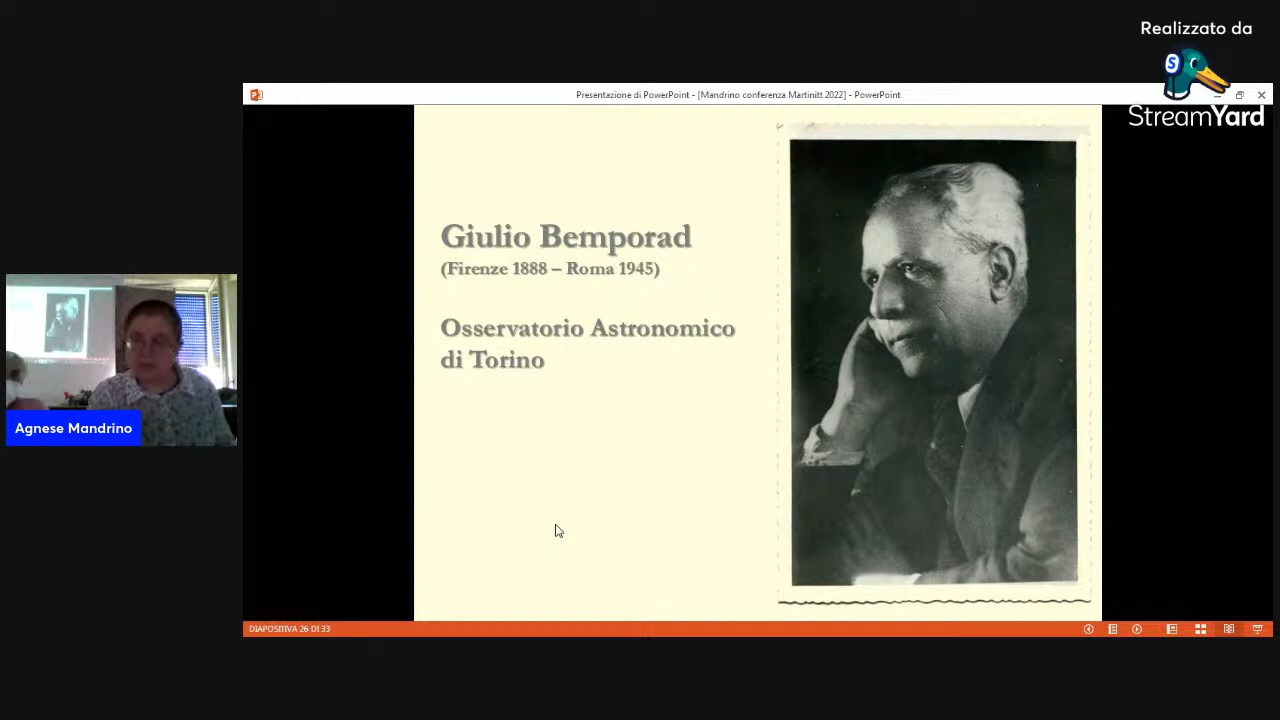 Realizzato da
S
StreamYard
Presentazione di PowerPoint - [Mandrino conferenza Martinitt 2022] - PowerPoint
Giulio Bemporad
(Firenze 1888 – Roma 1945)
Osservatorio Astronomico
di Torino
Agnese Mandrino
DIAPOSITIVA 26 DI 33